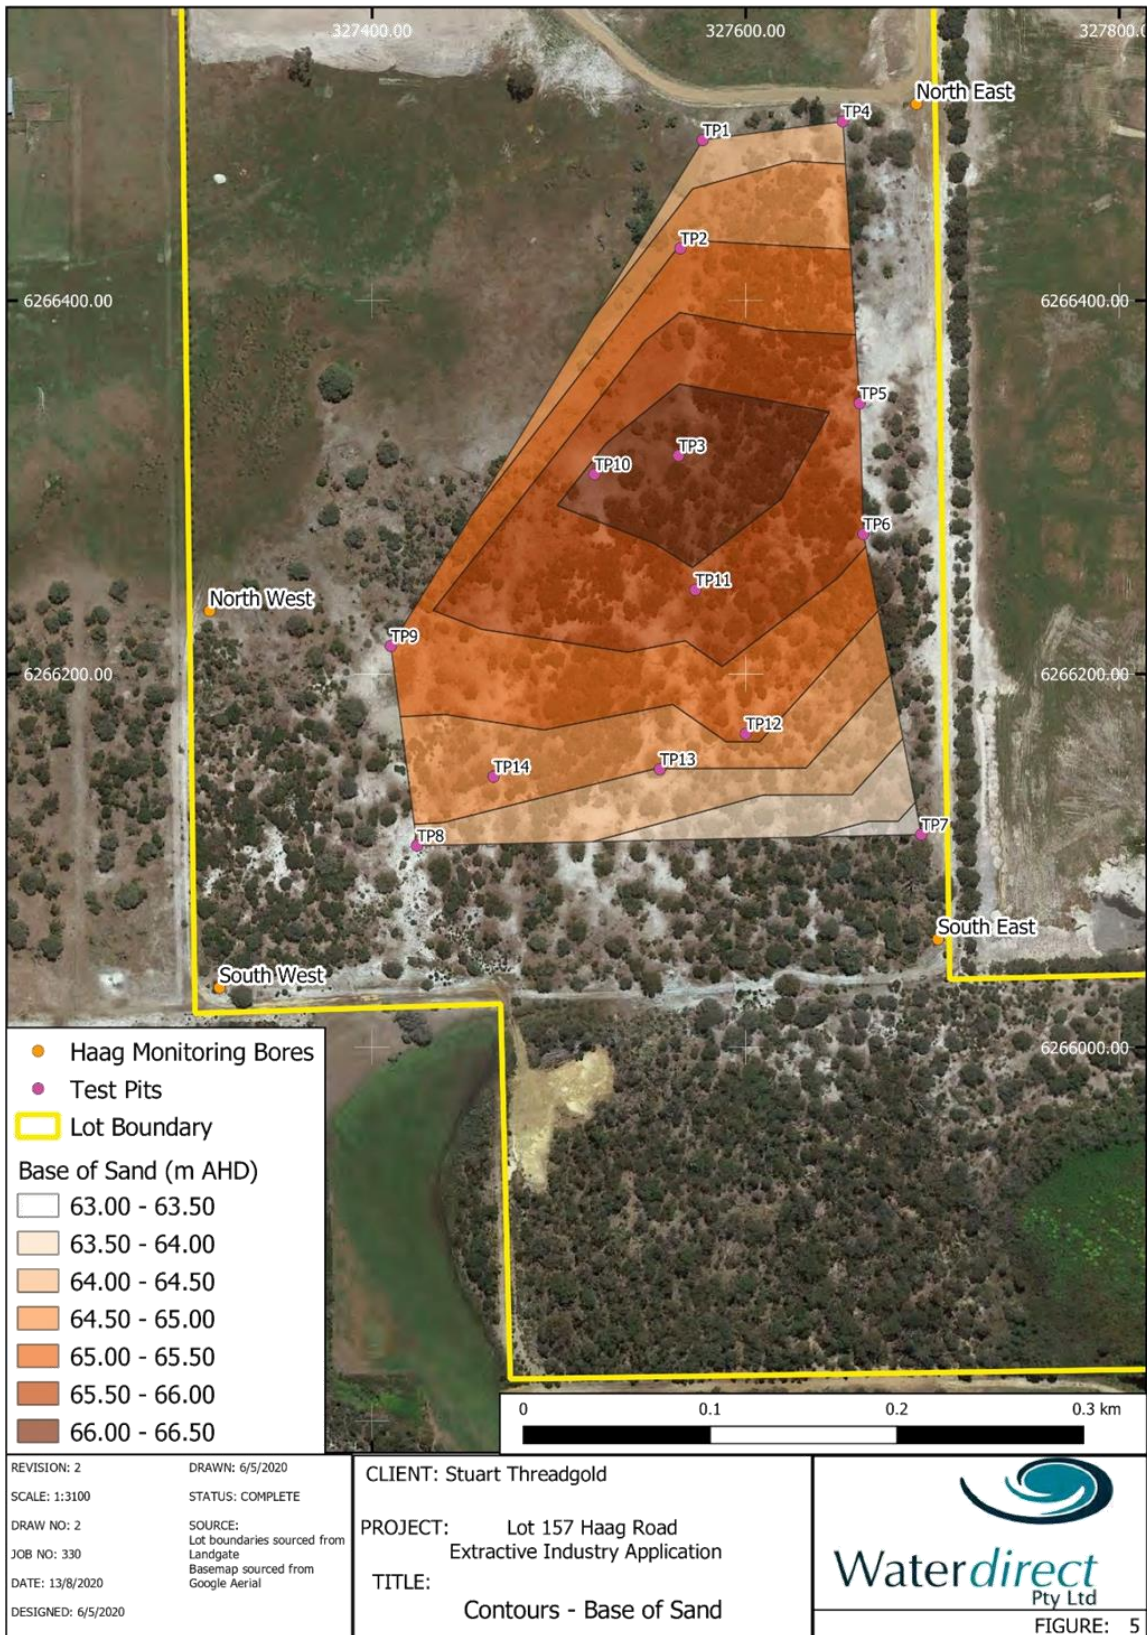 327400.00
327600.00
327800.0
North East
TP4
TP1
TP2
6266400.00
6266400.00
TP5
TP3
TP10
TP6
TP11
North West
TP9
6266200.00
6266200.00
TP12
TP13
TP14
TP8
TP7
South East
South West
6266000.00
Haag Monitoring Bores
Test Pits
Lot Boundary
Base of Sand (m AHD)
63.00 - 63.50
63.50 - 64.00
64.00 - 64.50
64.50 - 65.00
65.00 - 65.50
65.50 - 66.00
66.00 - 66.50
0 0.1 0.2 0.3 km
REVISION: 2
SCALE: 1:3100
DRAW NO: 2
JOB NO: 330
DATE: 13/8/2020
DESIGNED: 6/5/2020
DRAWN: 6/5/2020
STATUS: COMPLETE
SOURCE:
Lot boundaries sourced from
Landgate
Basemap sourced from
Google Aerial
CLIENT: Stuart Threadgold
PROJECT: Lot 157 Haag Road
Extractive Industry Application
TITLE:
Contours - Base of Sand
Waterdirect
Pty Ltd
FIGURE: 5